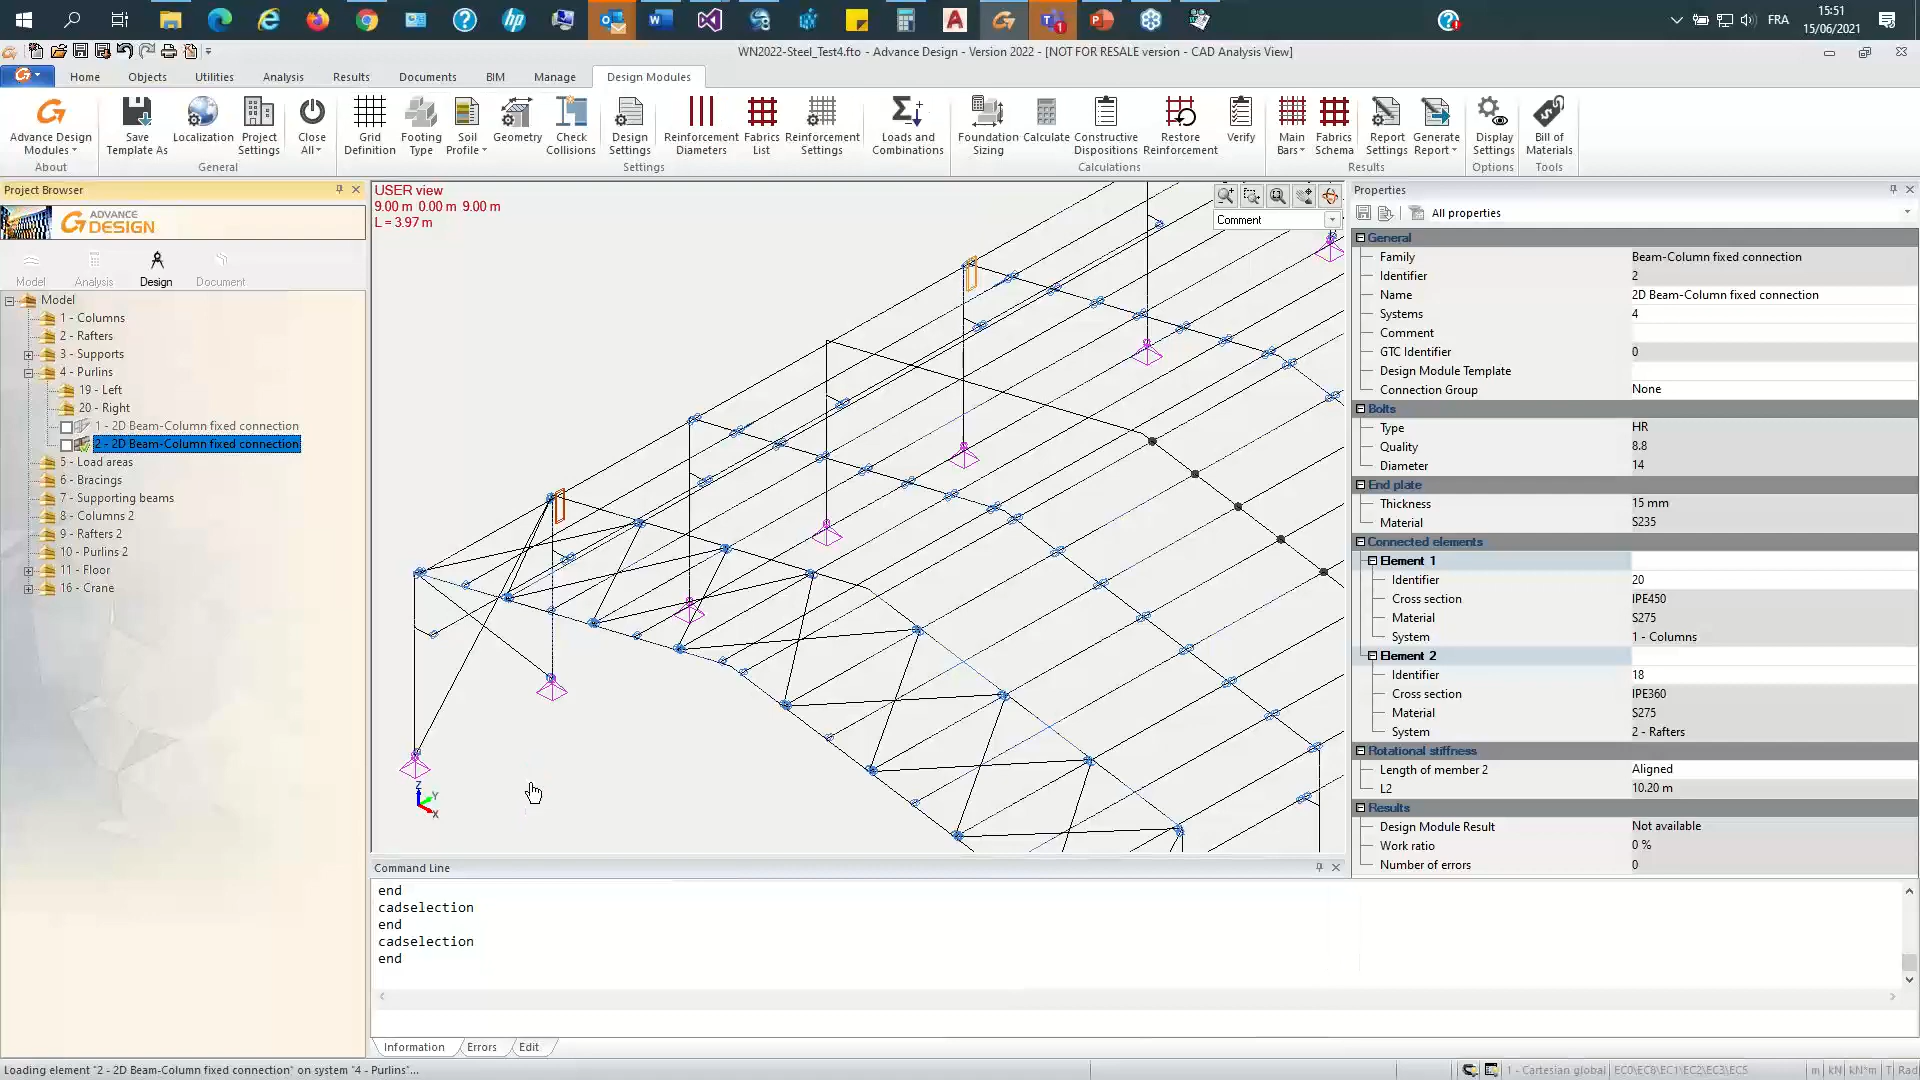 FRA
15:51
15/06/2021
WN2022-Steel_Test4.fto - Advance Design - Version 2022 - [NOT FOR RESALE version - CAD Analysis View]
Home
Objects
Utilities
Analysis
Results
Documents
BIM
Manage
Design Modules
Advance Design Modules
Save Template As
Localization
Project Settings
Close All
Grid Definition
Footing Type
Soil Profile
Geometry
Check Collisions
Design Settings
Reinforcement Diameters
Fabrics List
Reinforcement Settings
Loads and Combinations
Foundation Sizing
Calculate
Constructive Dispositions
Restore Reinforcement
Verify
Main Bars
Fabrics Schema
Report Settings
Generate Report
Display Settings
Bill of Materials
About
General
Settings
Calculations
Results
Options
Tools
Project Browser
ADVANCE
DESIGN
Model
Analysis
Design
Document
Model
1 - Columns
2 - Rafters
3 - Supports
4 - Purlins
19 - Left
20 - Right
1 - 2D Beam-Column fixed connection
2 - 2D Beam-Column fixed connection
5 - Load areas
6 - Bracings
7 - Supporting beams
8 - Columns 2
9 - Rafters 2
10 - Purlins 2
11 - Floor
16 - Crane
USER view
9.00 m 0.00 m 9.00 m
L = 3.97 m
Comment
Z
Y
X
Command Line
end
cadselection
end
cadselection
end
Information
Errors
Edit
Properties
All properties
General
Family Beam-Column fixed connection
Identifier 2
Name 2D Beam-Column fixed connection
Systems 4
Comment
GTC Identifier 0
Design Module Template
Connection Group None
Bolts
Type HR
Quality 8.8
Diameter 14
End plate
Thickness 15 mm
Material S235
Connected elements
Element 1
Identifier 20
Cross section IPE450
Material S275
System 1 - Columns
Element 2
Identifier 18
Cross section IPE360
Material S275
System 2 - Rafters
Rotational stiffness
Length of member 2 Aligned
L2 10.20 m
Results
Design Module Result Not available
Work ratio 0 %
Number of errors 0
Loading element "2 - 2D Beam-Column fixed connection" on system "4 - Purlins"...
1 - Cartesian global
EC0\EC8\EC1\EC2\EC3\EC5
m
kN
kN*m
T
Rad